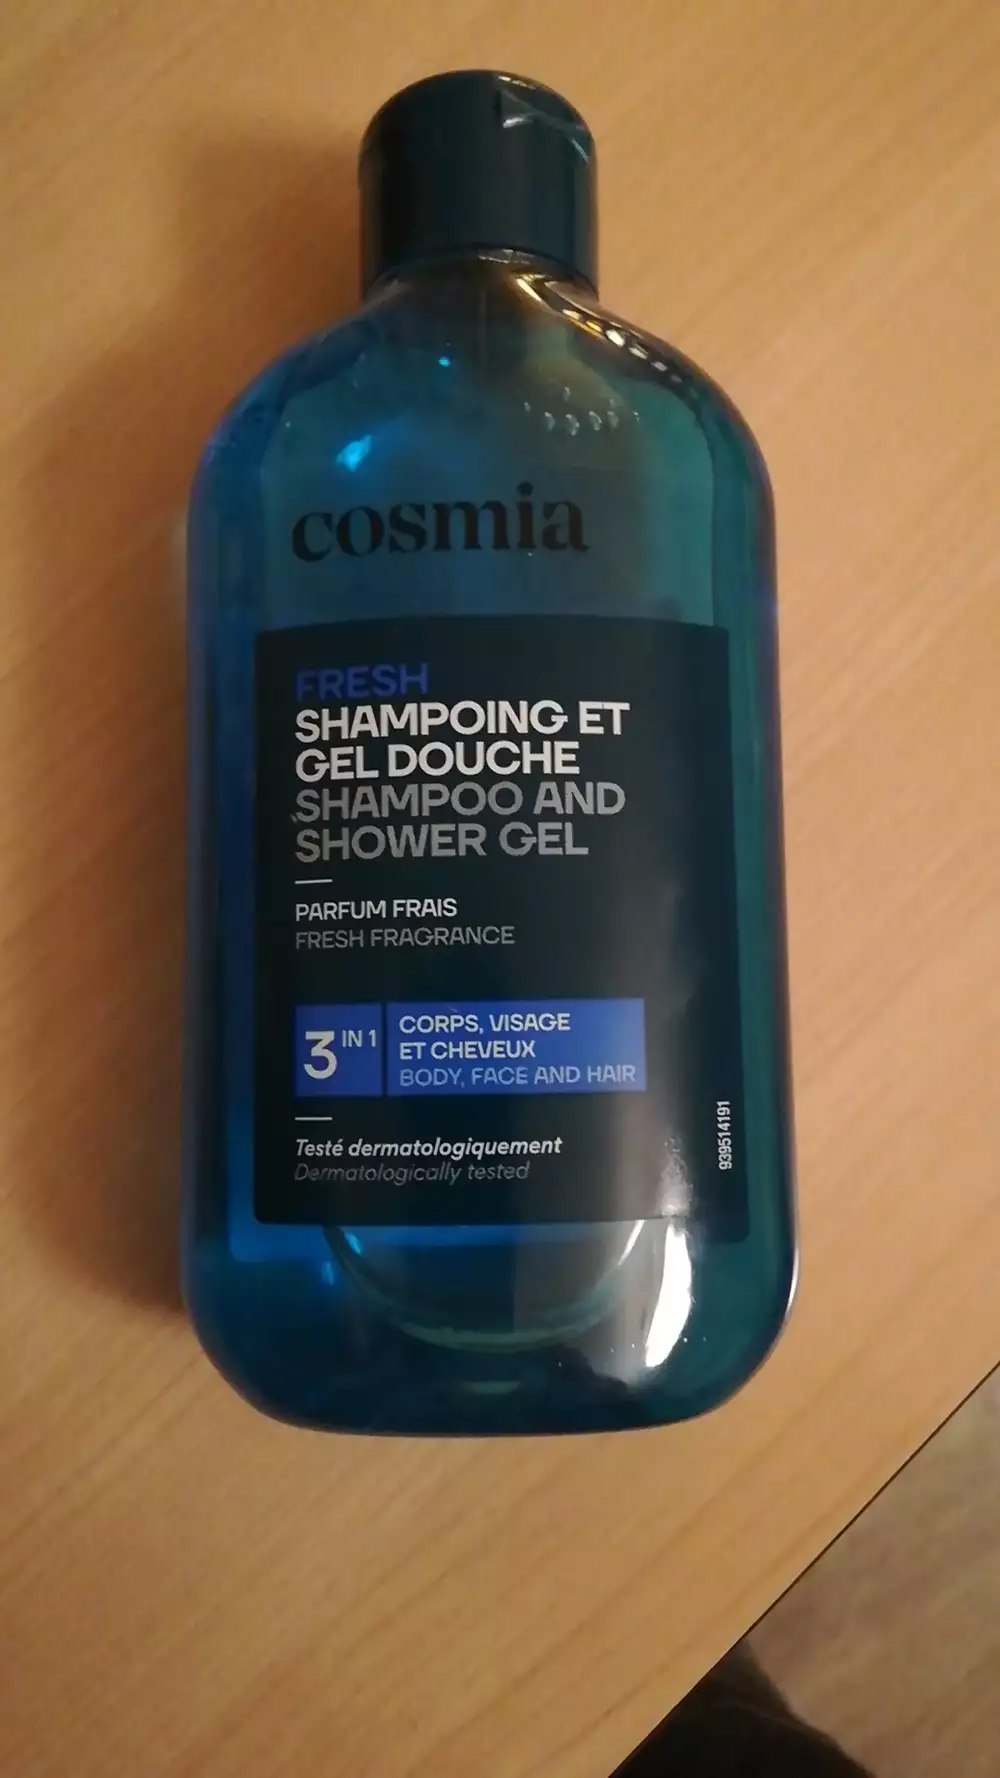 cosmia
FRESH
SHAMPOING ET
GEL DOUCHE
SHAMPOO AND
SHOWER GEL
PARFUM FRAIS
FRESH FRAGRANCE
3 IN 1
CORPS, VISAGE
ET CHEVEUX
BODY, FACE AND HAIR
Testé dermatologiquement
Dermatologically tested
939514191